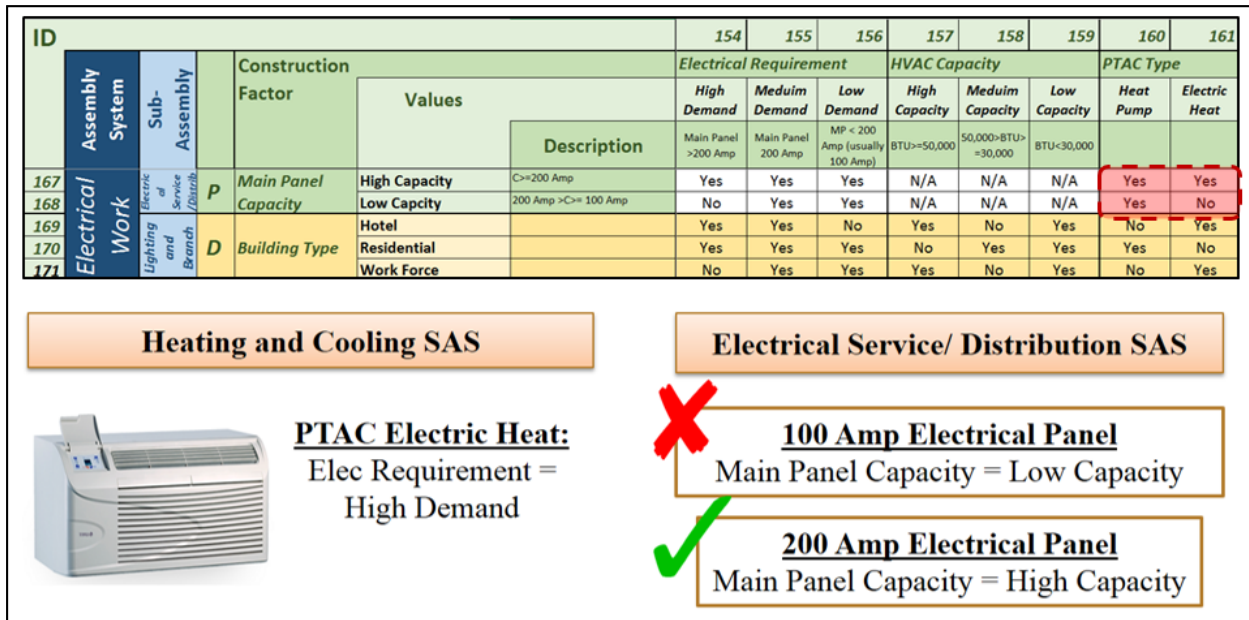 ID 154 155 156 157 158 159 160 161
Assembly System
Sub-Assembly
Construction Factor
Values
Description
Electrical Requirement HVAC Capacity PTAC Type
High Demand
Meduim Demand
Low Demand
High Capacity
Meduim Capacity
Low Capacity
Heat Pump
Electric Heat
Main Panel >200 Amp
Main Panel 200 Amp
MP < 200 Amp (usually 100 Amp)
BTU>=50,000
50,000>BTU>=30,000
BTU<30,000
Electrical Work
Electric al Service /Distrib
Lighting and Branch
P
Main Panel Capacity
D
Building Type
167 High Capacity C>=200 Amp Yes Yes Yes N/A N/A N/A Yes Yes
168 Low Capcity 200 Amp >C>= 100 Amp No Yes Yes N/A N/A N/A Yes No
169 Hotel Yes Yes No Yes Yes Yes No Yes
170 Residential Yes Yes Yes No Yes Yes Yes No
171 Work Force No Yes Yes Yes No Yes No Yes
Heating and Cooling SAS
Electrical Service/ Distribution SAS
PTAC Electric Heat:
Elec Requirement =
High Demand
100 Amp Electrical Panel
Main Panel Capacity = Low Capacity
200 Amp Electrical Panel
Main Panel Capacity = High Capacity